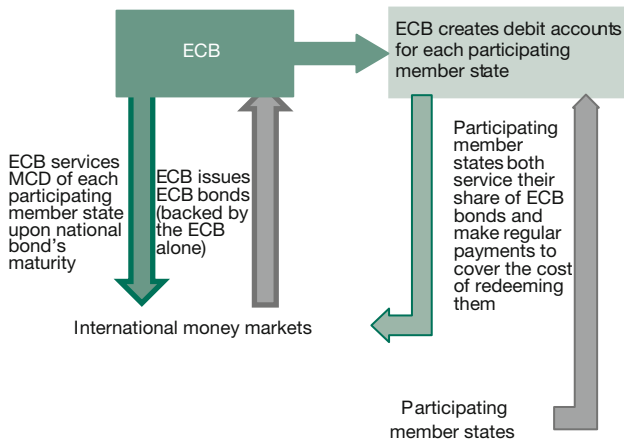 ECB
ECB creates debit accounts
for each participating
member state
ECB services
MCD of each
participating
member state
upon national
bond's
maturity
ECB issues
ECB bonds
(backed by
the ECB
alone)
Participating
member
states both
service their
share of ECB
bonds and
make regular
payments to
cover the cost
of redeeming
them
International money markets
Participating
member states